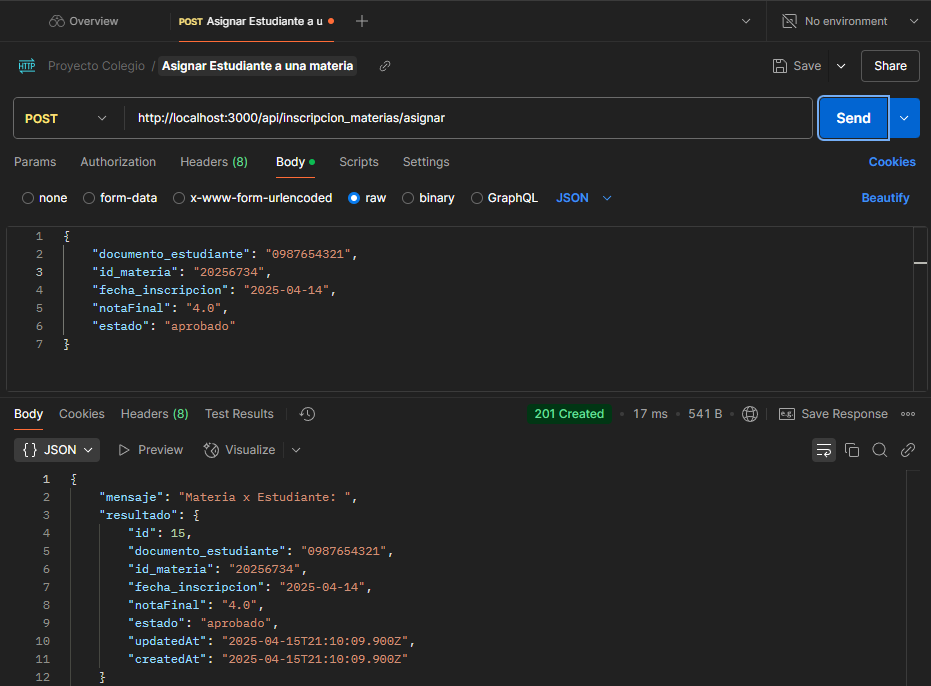 Overview
POST Asignar Estudiante a u
No environment
HTTP Proyecto Colegio / Asignar Estudiante a una materia
Save
Share
POST
http://localhost:3000/api/inscripcion_materias/asignar
Send
Params Authorization Headers (8) Body Scripts Settings Cookies
none form-data x-www-form-urlencoded raw binary GraphQL JSON Beautify
1 {
2 "documento_estudiante": "0987654321",
3 "id_materia": "20256734",
4 "fecha_inscripcion": "2025-04-14",
5 "notaFinal": "4.0",
6 "estado": "aprobado"
7 }
Body Cookies Headers (8) Test Results 201 Created 17 ms 541 B e.g. Save Response
{} JSON Preview Visualize
1 {
2 "mensaje": "Materia x Estudiante: ",
3 "resultado": {
4 "id": 15,
5 "documento_estudiante": "0987654321",
6 "id_materia": "20256734",
7 "fecha_inscripcion": "2025-04-14",
8 "notaFinal": "4.0",
9 "estado": "aprobado",
10 "updatedAt": "2025-04-15T21:10:09.900Z",
11 "createdAt": "2025-04-15T21:10:09.900Z"
12 }